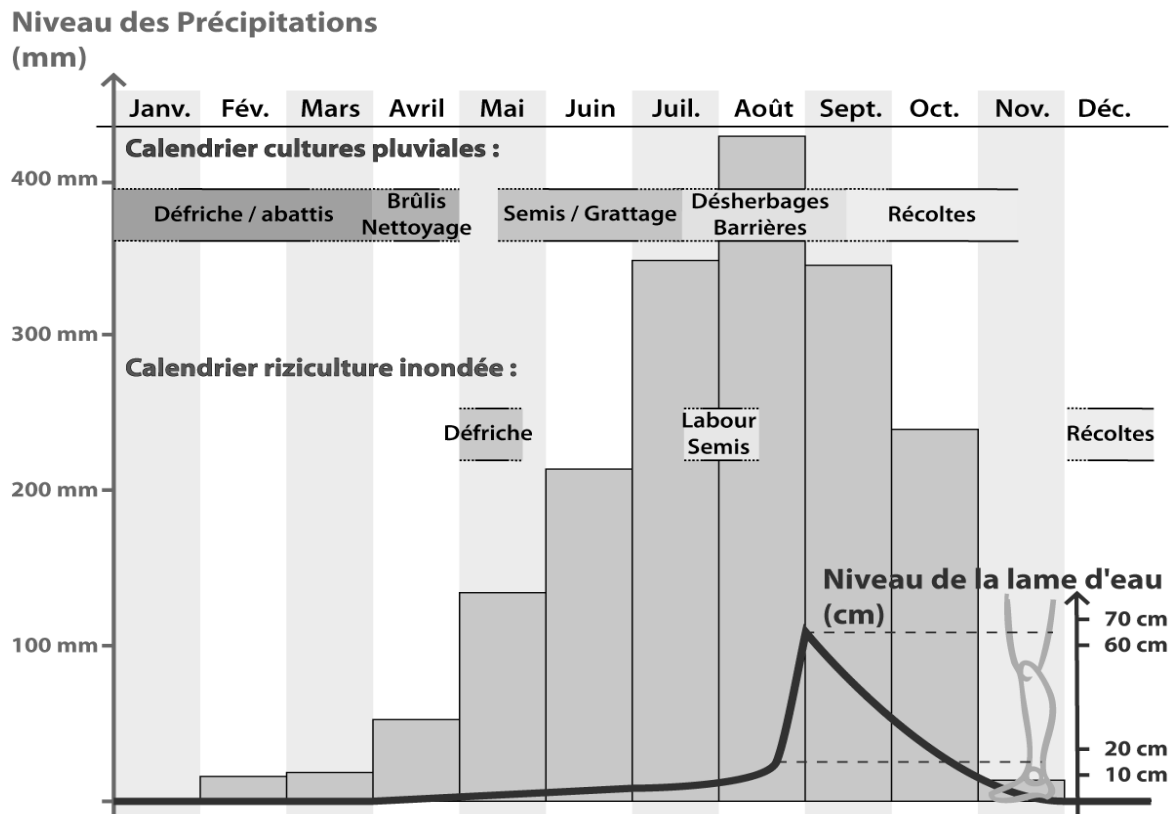 Niveau des Précipitations
(mm)
Janv. Fév. Mars Avril Mai Juin Juil. Août Sept. Oct. Nov. Déc.
Calendrier cultures pluviales :
400 mm
Défriche / abattis
Brûlis
Nettoyage
Semis / Grattage
Désherbages
Barrières
Récoltes
300 mm
Calendrier riziculture inondée :
Défriche
Labour
Semis
Récoltes
200 mm
Niveau de la lame d'eau
(cm)
70 cm
60 cm
100 mm
20 cm
10 cm